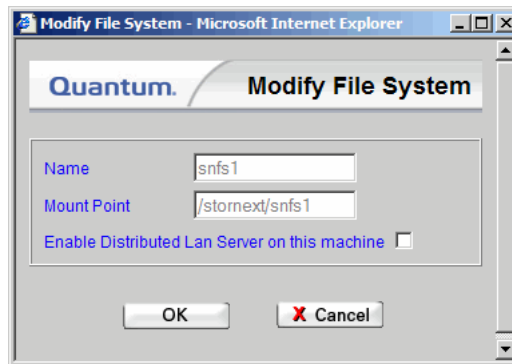 Modify File System - Microsoft Internet Explorer
Quantum. Modify File System
Name snfs1
Mount Point /stornext/snfs1
Enable Distributed Lan Server on this machine
OK X Cancel